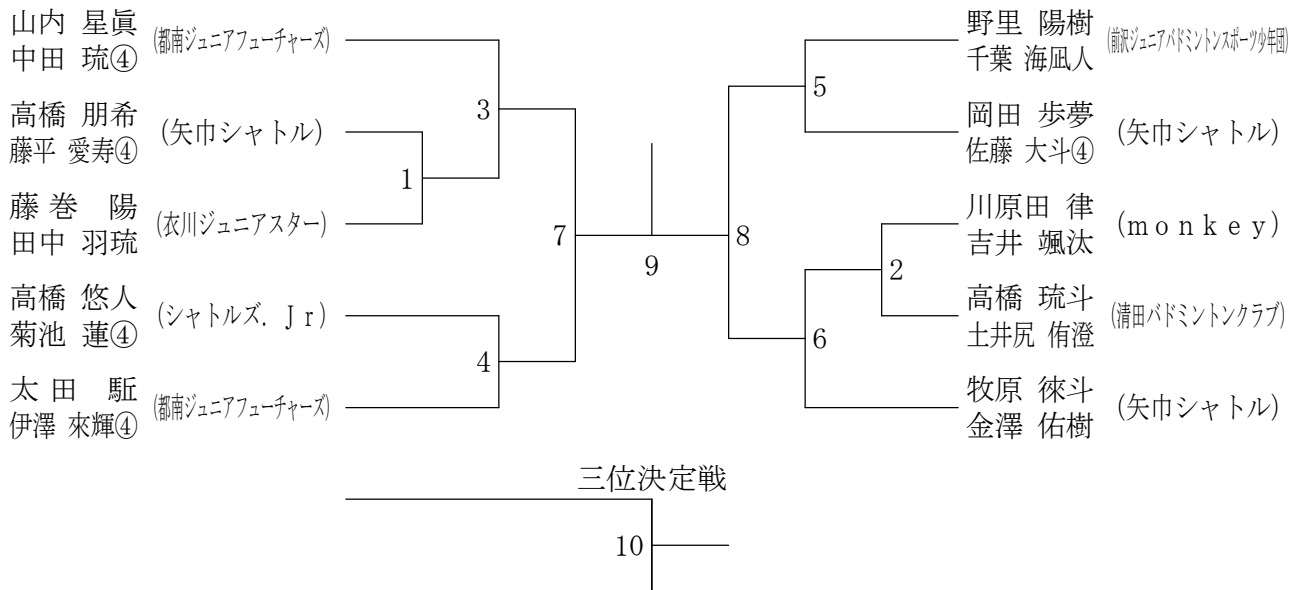 山内 星眞
中田 琉④
(都南ジュニアフューチャーズ)
高橋 朋希
藤平 愛寿④
(矢巾シャトル)
藤巻 陽
田中 羽琉
(衣川ジュニアスター)
高橋 悠人
菊池 蓮④
(シャトルズ．Ｊｒ)
太田 駈
伊澤 來輝④
(都南ジュニアフューチャーズ)
1
3
4
7
9
8
5
2
6
野里 陽樹
千葉 海凪人
(前沢ジュニアバドミントンスポーツ少年団)
岡田 歩夢
佐藤 大斗④
(矢巾シャトル)
川原田 律
吉井 颯汰
(ｍｏｎｋｅｙ)
高橋 琉斗
土井尻 侑澄
(清田バドミントンクラブ)
牧原 徠斗
金澤 佑樹
(矢巾シャトル)
三位決定戦
10